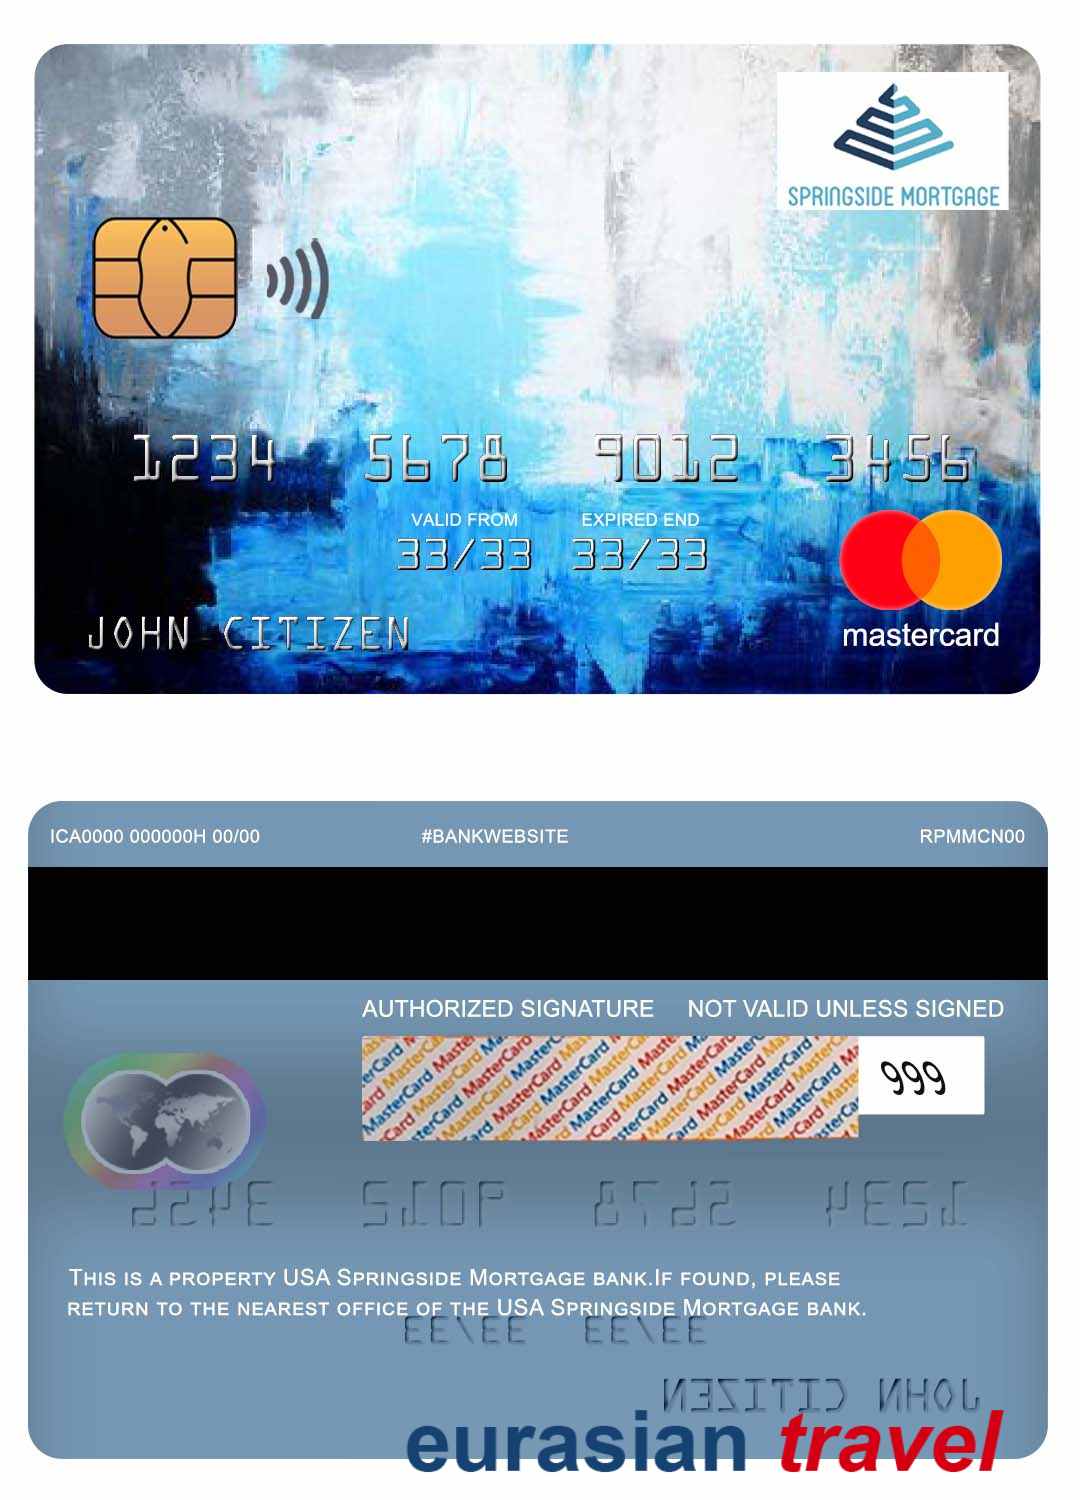 SPRINGSIDE MORTGAGE
1234 5678 9012 3456
VALID FROM EXPIRED END
33/33 33/33
JOHN CITIZEN
mastercard
ICA0000 000000H 00/00 #BANKWEBSITE RPMMCN00
AUTHORIZED SIGNATURE NOT VALID UNLESS SIGNED
MasterCard MasterCard MasterCard MasterCard
999
1234 5678 9012 3456
THIS IS A PROPERTY USA SPRINGSIDE MORTGAGE BANK.IF FOUND, PLEASE
RETURN TO THE NEAREST OFFICE OF THE USA SPRINGSIDE MORTGAGE BANK.
33/33 33/33
JOHN CITIZEN
eurasian travel